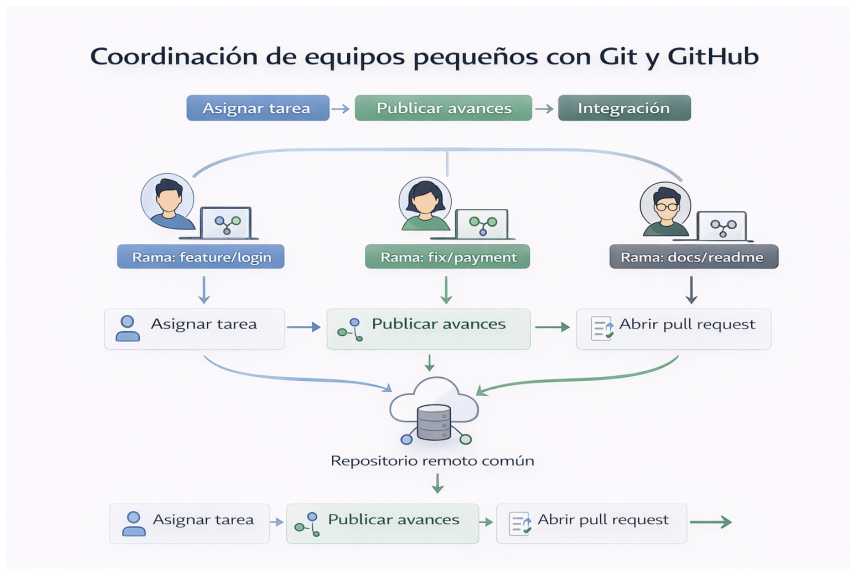 Coordinación de equipos pequeños con Git y GitHub
Asignar tarea
Publicar avances
Integración
Rama: feature/login
Rama: fix/payment
Rama: docs/readme
Asignar tarea
Publicar avances
Abrir pull request
Repositorio remoto común
Asignar tarea
Publicar avances
Abrir pull request